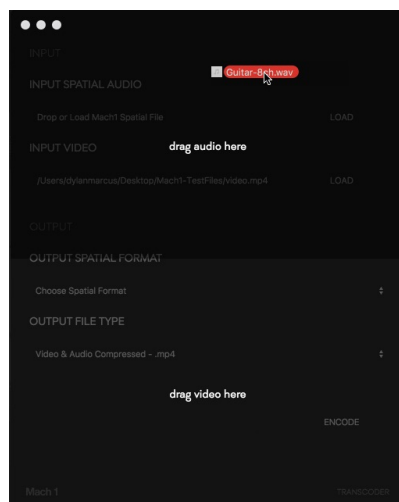 INPUT
Guitar-8ch.wav
INPUT SPATIAL AUDIO
Drop or Load Mach1 Spatial File LOAD
INPUT VIDEO
drag audio here
/Users/dylanmarcus/Desktop/Mach1-TestFiles/video.mp4 LOAD
OUTPUT
OUTPUT SPATIAL FORMAT
Choose Spatial Format
OUTPUT FILE TYPE
Video & Audio Compressed - .mp4
drag video here
ENCODE
Mach 1 TRANSCODER